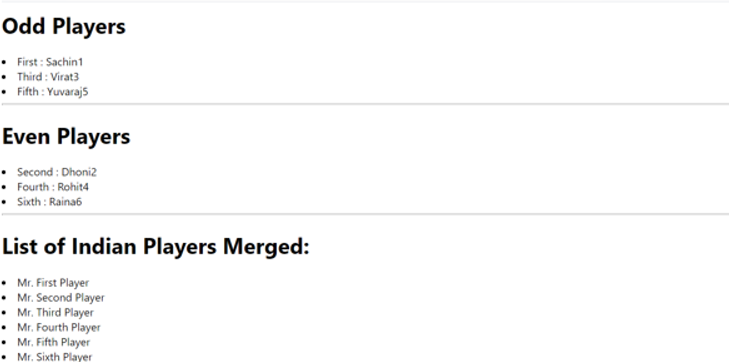 Odd Players
First : Sachin1
Third : Virat3
Fifth : Yuvaraj5
Even Players
Second : Dhoni2
Fourth : Rohit4
Sixth : Raina6
List of Indian Players Merged:
Mr. First Player
Mr. Second Player
Mr. Third Player
Mr. Fourth Player
Mr. Fifth Player
Mr. Sixth Player